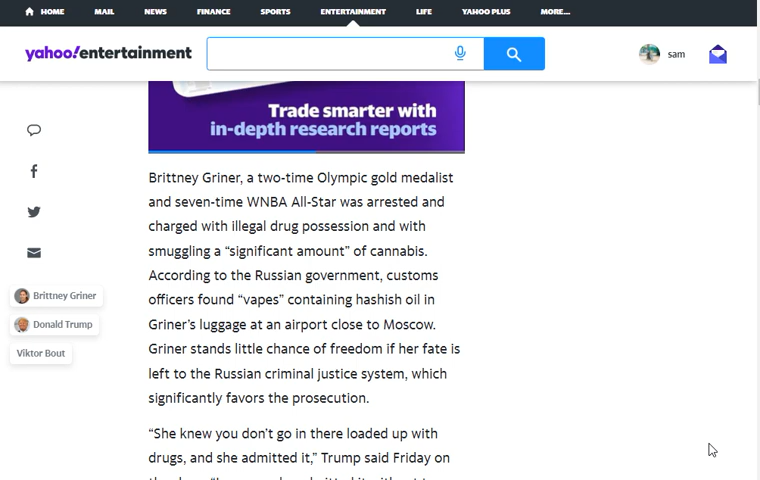 HOME MAIL NEWS FINANCE SPORTS ENTERTAINMENT LIFE YAHOO PLUS MORE...
yahoo!entertainment
sam
Trade smarter with
in-depth research reports
Brittney Griner, a two-time Olympic gold medalist
and seven-time WNBA All-Star was arrested and
charged with illegal drug possession and with
smuggling a “significant amount” of cannabis.
According to the Russian government, customs
officers found “vapes” containing hashish oil in
Griner’s luggage at an airport close to Moscow.
Griner stands little chance of freedom if her fate is
left to the Russian criminal justice system, which
significantly favors the prosecution.
Brittney Griner
Donald Trump
Viktor Bout
“She knew you don’t go in there loaded up with
drugs, and she admitted it,” Trump said Friday on